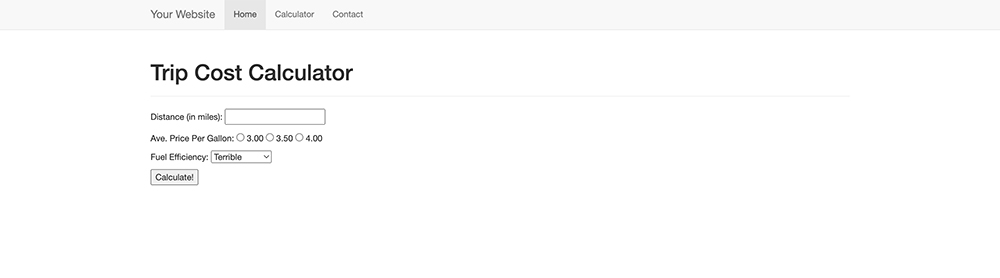 Your Website Home Calculator Contact
Trip Cost Calculator
Distance (in miles):
Ave. Price Per Gallon: 3.00 3.50 4.00
Fuel Efficiency: Terrible
Calculate!